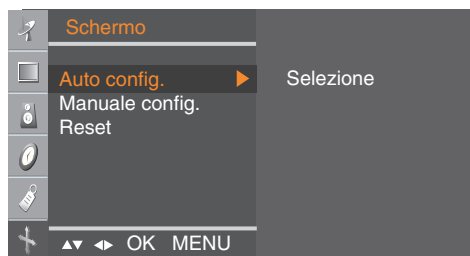 Schermo
Auto config. ▶ Selezione
Manuale config.
Reset
▲▼ ◀▶ OK MENU